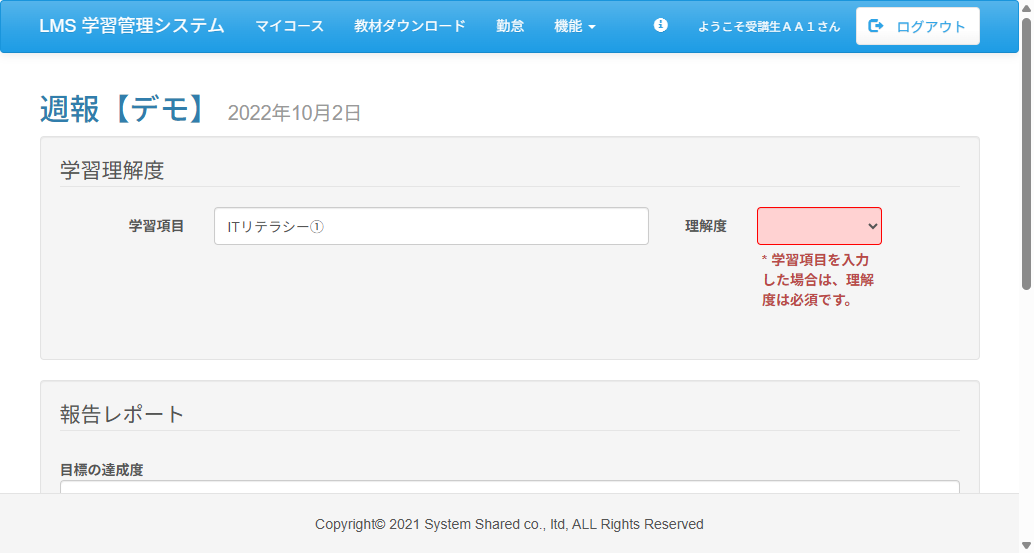 LMS 学習管理システム マイコース 教材ダウンロード 勤怠 機能 ようこそ受講生ＡＡ１さん ログアウト
週報【デモ】 2022年10月2日
学習理解度
学習項目 ITリテラシー① 理解度
* 学習項目を入力
した場合は、理解
度は必須です。
報告レポート
目標の達成度
Copyright© 2021 System Shared co., ltd, ALL Rights Reserved